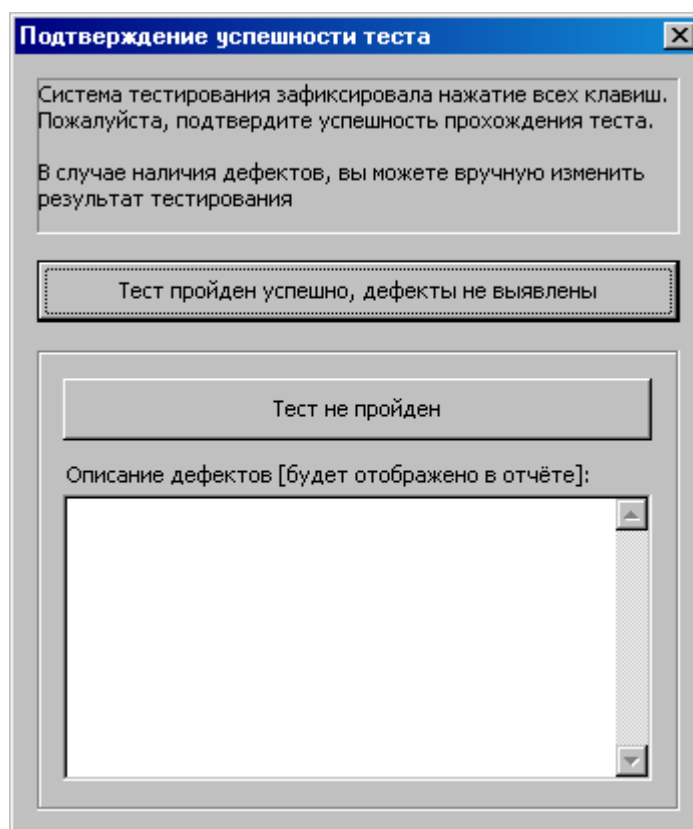 Подтверждение успешности теста
Система тестирования зафиксировала нажатие всех клавиш.
Пожалуйста, подтвердите успешность прохождения теста.
В случае наличия дефектов, вы можете вручную изменить
результат тестирования
Тест пройден успешно, дефекты не выявлены
Тест не пройден
Описание дефектов [будет отображено в отчёте]: